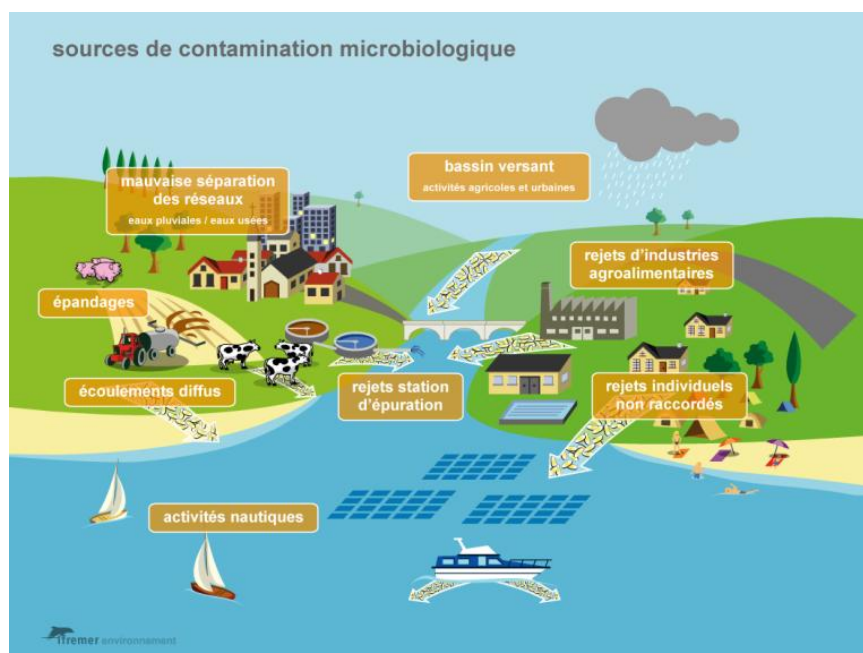 sources de contamination microbiologique
bassin versant
activités agricoles et urbaines
mauvaise séparation
des réseaux
eaux pluviales / eaux usées
rejets d'industries
agroalimentaires
épandages
écoulements diffus
rejets station
d'épuration
rejets individuels
non raccordés
activités nautiques
ifremer environnement